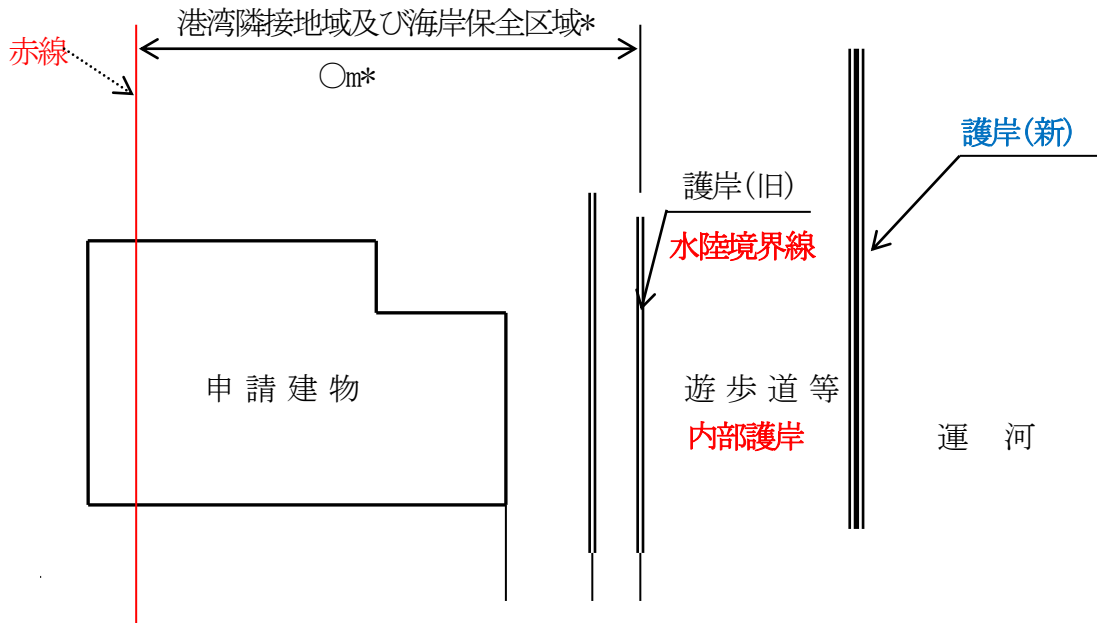 港湾隣接地域及び海岸保全区域*
赤線
○m*
護岸(新)
護岸(旧)
水陸境界線
申請建物
遊歩道等
内部護岸
運河